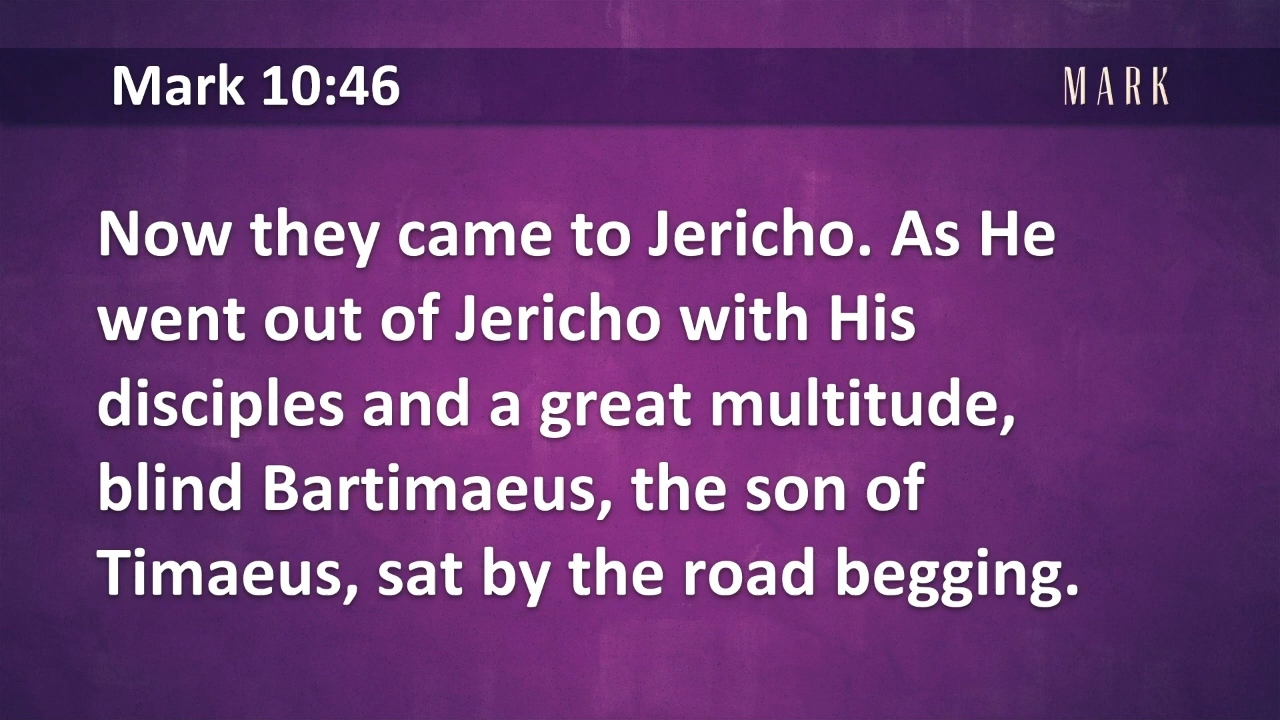 Mark 10:46
MARK
Now they came to Jericho. As He
went out of Jericho with His
disciples and a great multitude,
blind Bartimaeus, the son of
Timaeus, sat by the road begging.